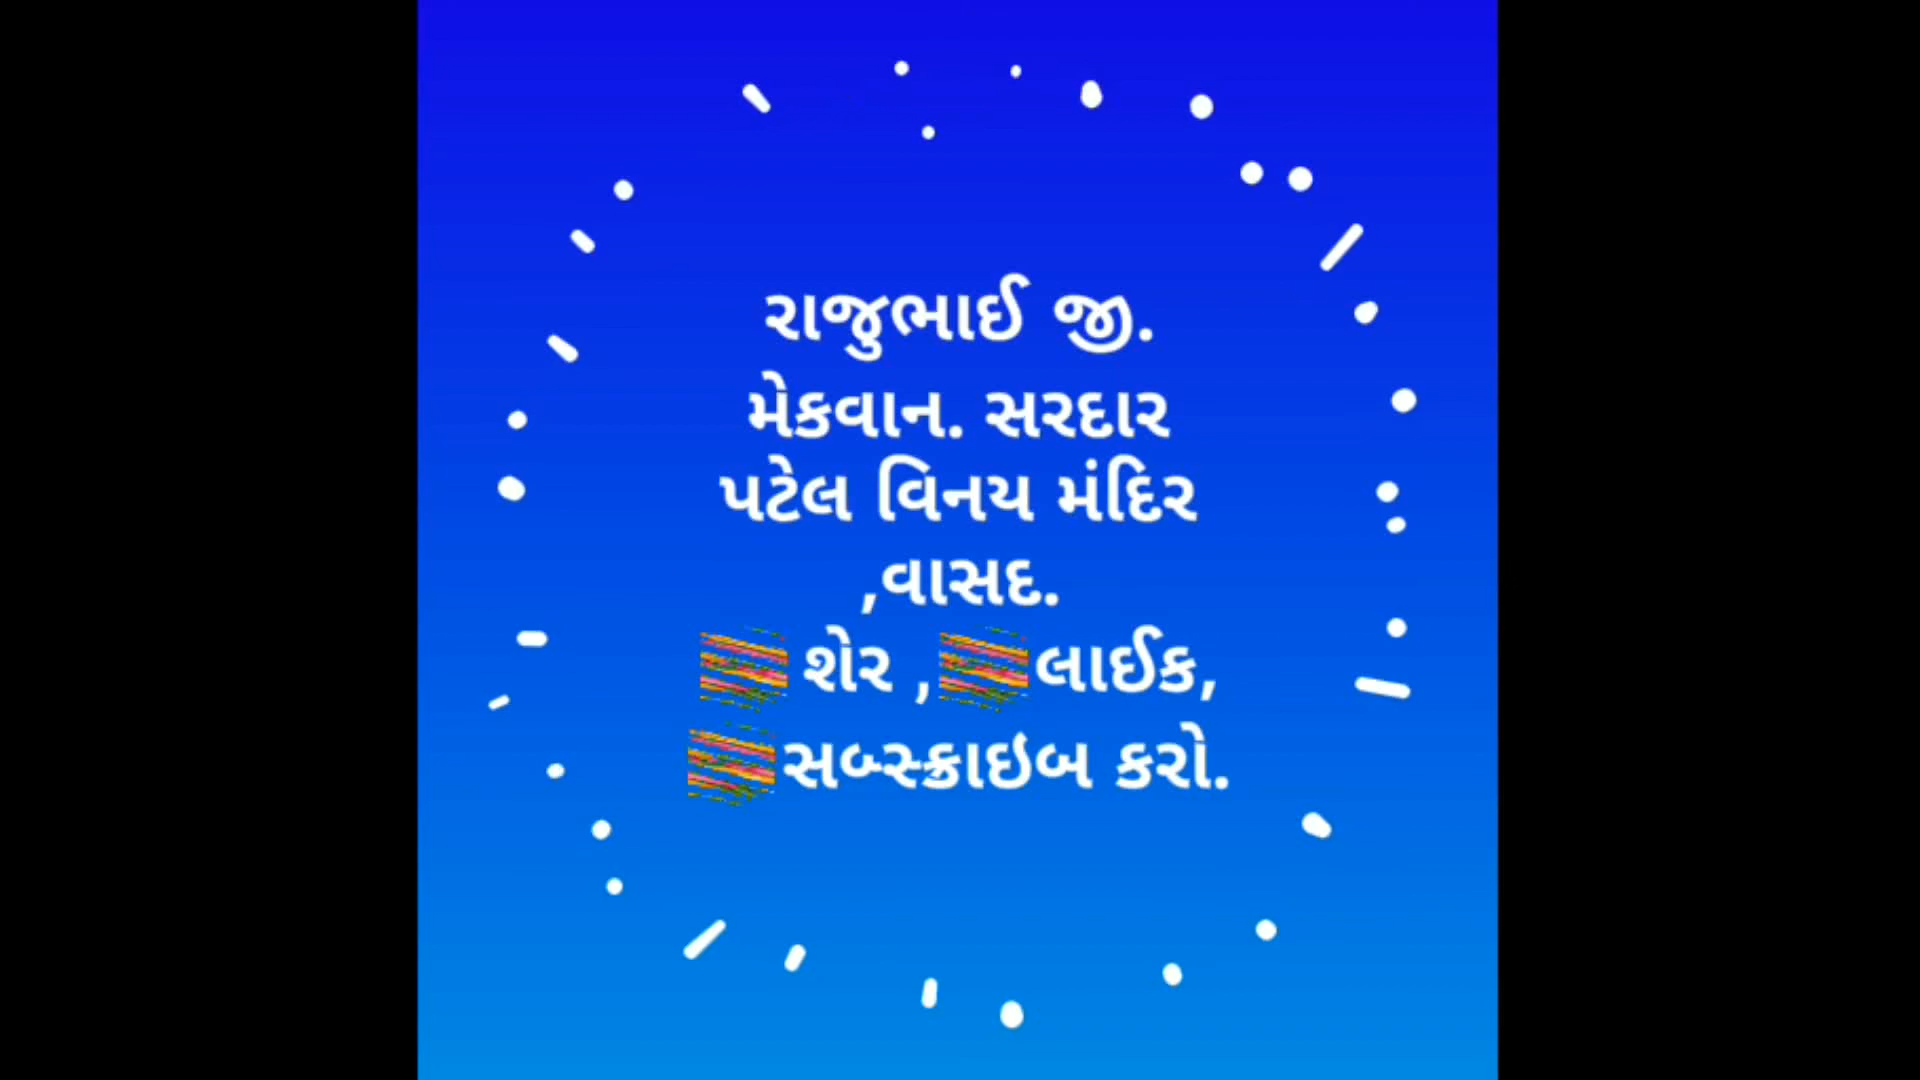 રાજુભાઈ જી.
મેકવાન. સરદાર
પટેલ વિનય મંદિર
,વાસદ.
શેર ,લાઈક,
સબ્સ્ક્રાઇબ કરો.